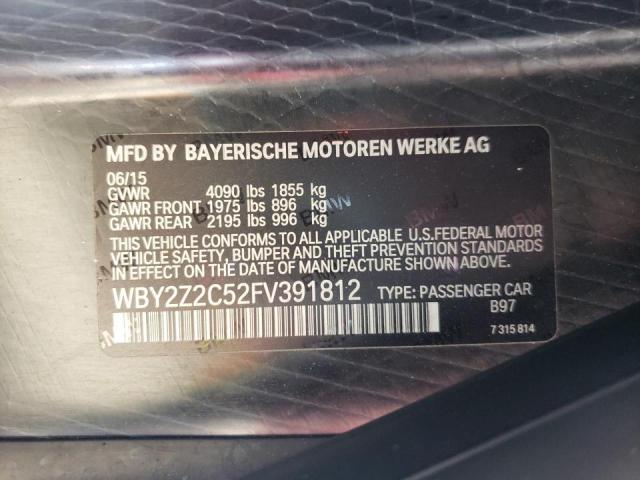 MFD BY BAYERISCHE MOTOREN WERKE AG
06/15
GVWR 4090 lbs 1855 kg
GAWR FRONT 1975 lbs 896 kg
GAWR REAR 2195 lbs 996 kg
THIS VEHICLE CONFORMS TO ALL APPLICABLE U.S.FEDERAL MOTOR
VEHICLE SAFETY, BUMPER, AND THEFT PREVENTION STANDARDS
IN EFFECT ON THE DATE OF MANUFACTURE SHOWN ABOVE.
WBY2Z2C52FV391812 TYPE: PASSENGER CAR
B97
7 315 814